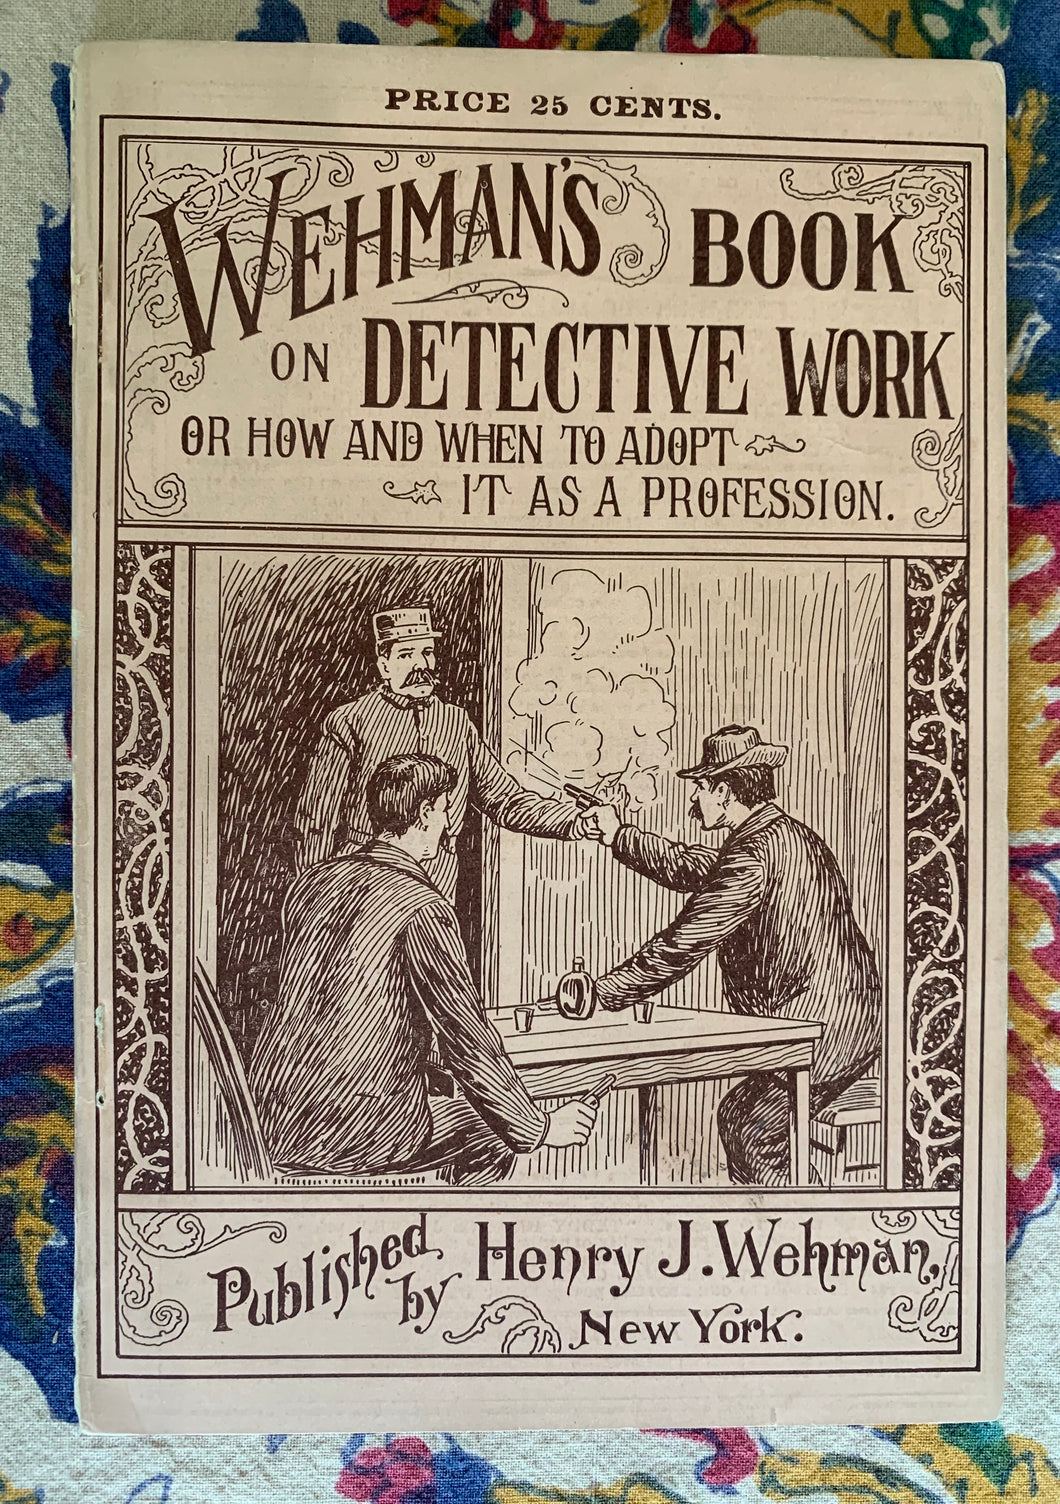 PRICE 25 CENTS.
WEHMAN'S BOOK
ON DETECTIVE WORK
OR HOW AND WHEN TO ADOPT
IT AS A PROFESSION.
Published by Henry J. Wehman,
New York.